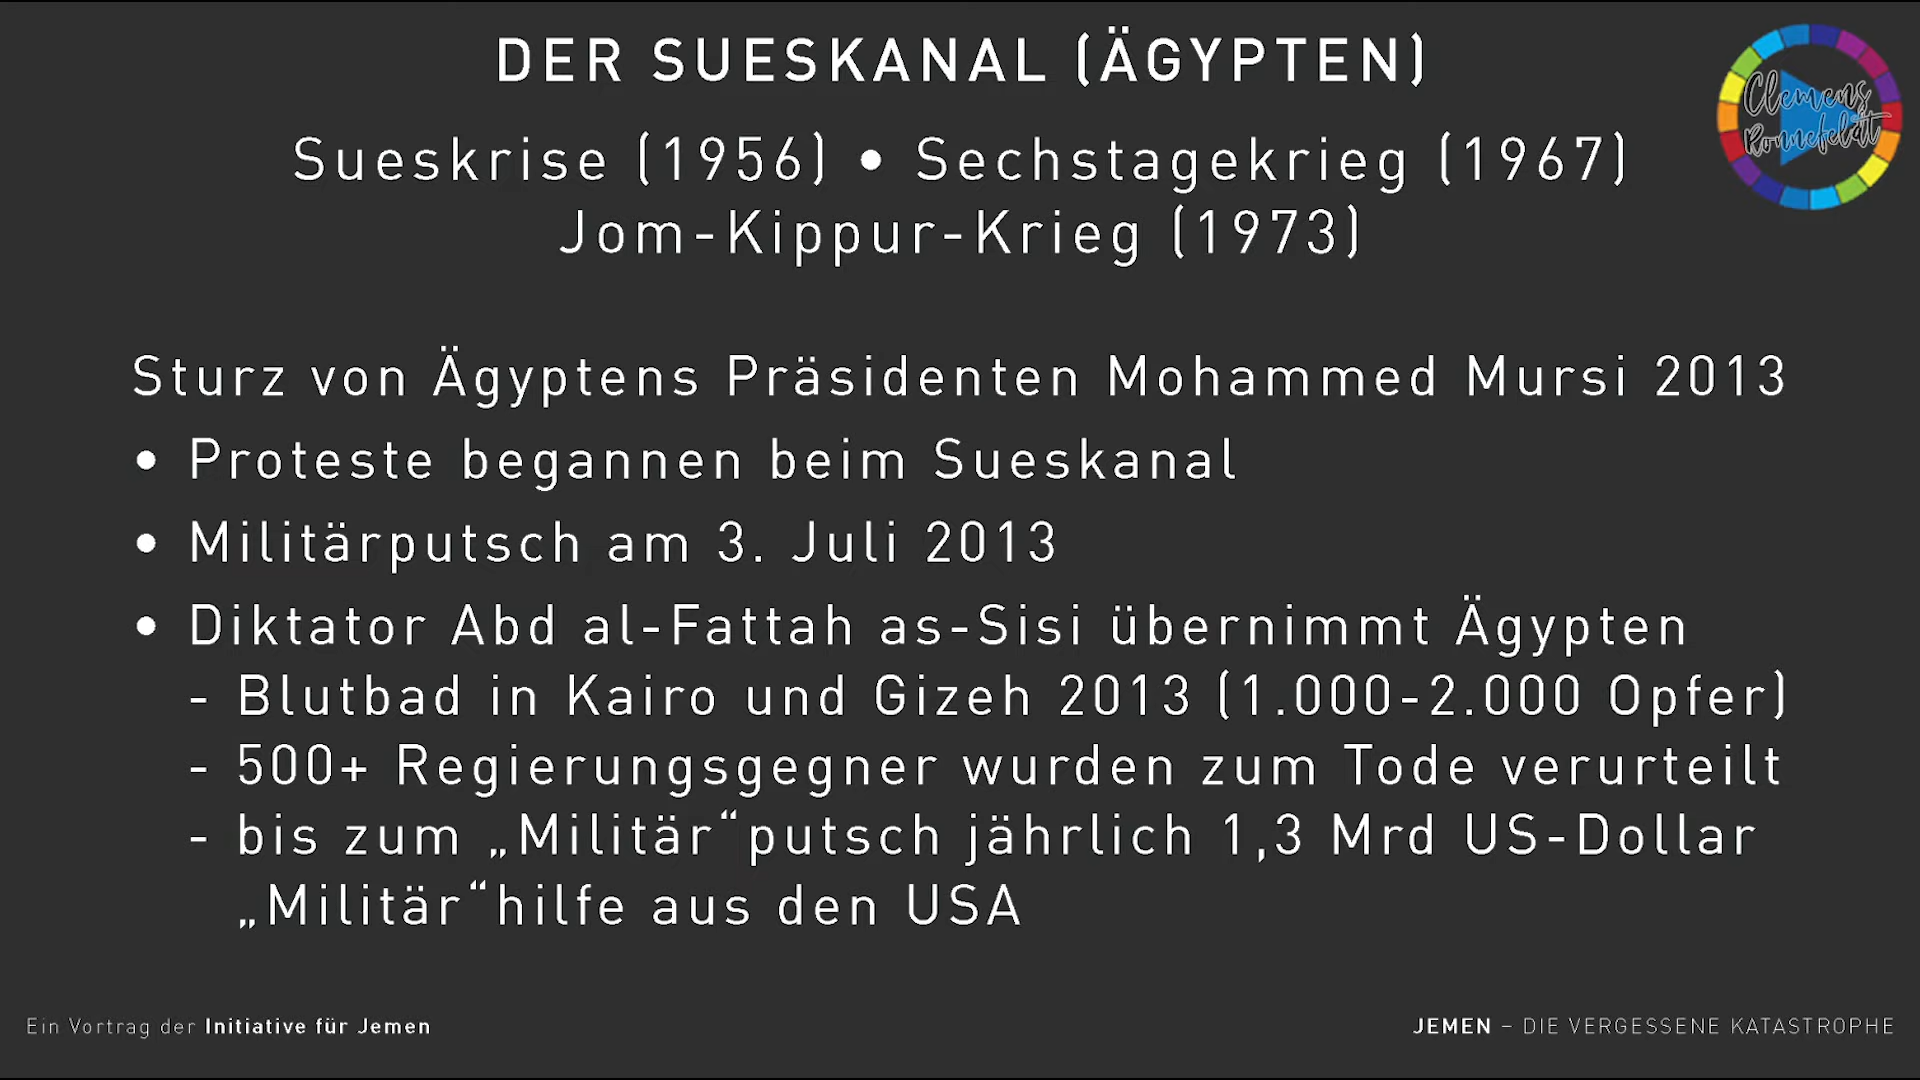 DER SUESKANAL (ÄGYPTEN)
Clemens
Ronnefeldt
Sueskrise (1956) • Sechstagekrieg (1967)
Jom-Kippur-Krieg (1973)
Sturz von Ägyptens Präsidenten Mohammed Mursi 2013
• Proteste begannen beim Sueskanal
• Militärputsch am 3. Juli 2013
• Diktator Abd al-Fattah as-Sisi übernimmt Ägypten
- Blutbad in Kairo und Gizeh 2013 (1.000-2.000 Opfer)
- 500+ Regierungsgegner wurden zum Tode verurteilt
- bis zum „Militär“putsch jährlich 1,3 Mrd US-Dollar
„Militär“hilfe aus den USA
Ein Vortrag der Initiative für Jemen
JEMEN – DIE VERGESSENE KATASTROPHE